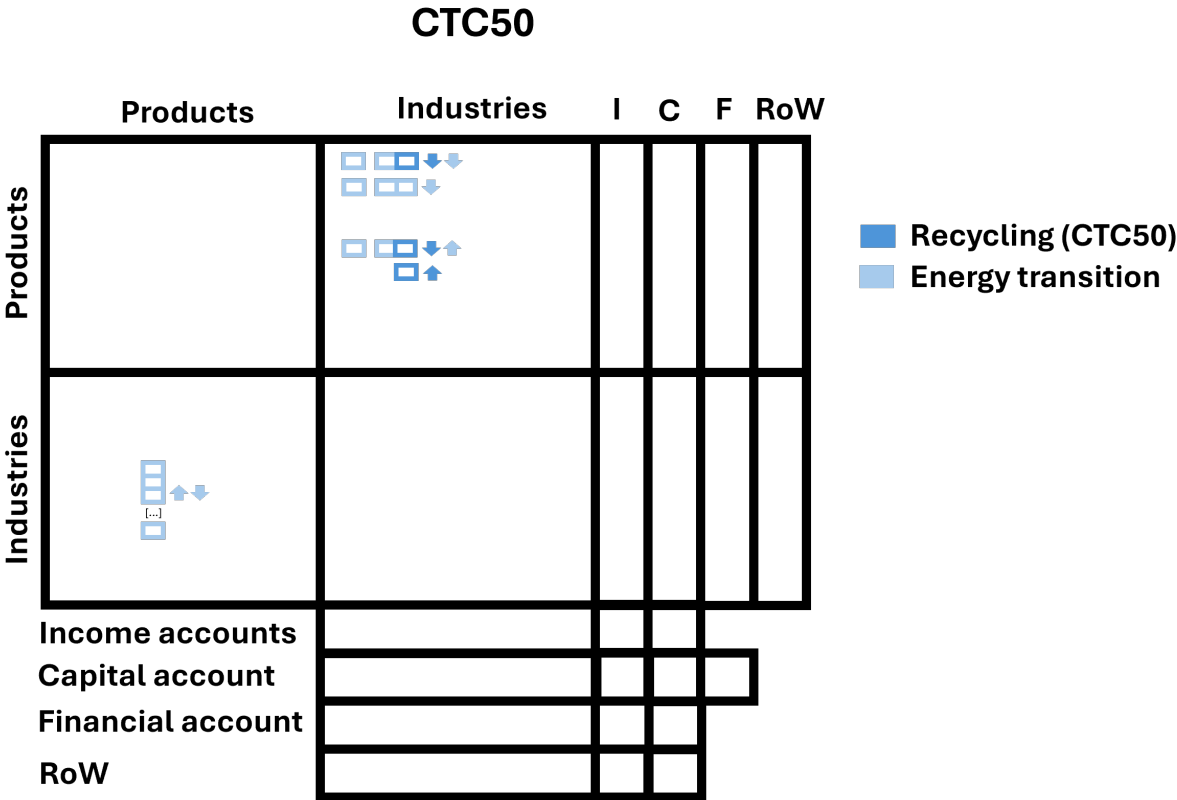 CTC50
Products Industries I C F RoW
Products
Recycling (CTC50)
Energy transition
Industries
[...]
Income accounts
Capital account
Financial account
RoW